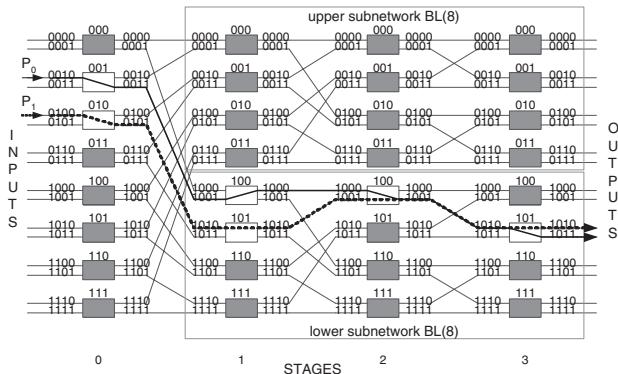 upper subnetwork BL(8)
000 000 000 000
0000 0000 0000 0000 0000 0000 0000 0000
0001 0001 0001 0001 0001 0001 0001 0001
P0
001 001 001 001
0010 0010 0010 0010 0010 0010 0010 0010
0011 0011 0011 0011 0011 0011 0011 0011
P1
010 010 010 010
0100 0100 0100 0100 0100 0100 0100 0100
0101 0101 0101 0101 0101 0101 0101 0101
011 011 011 011
0110 0110 0110 0110 0110 0110 0110 0110
0111 0111 0111 0111 0111 0111 0111 0111
100 100 100 100
1000 1000 1000 1000 1000 1000 1000 1000
1001 1001 1001 1001 1001 1001 1001 1001
101 101 101 101
1010 1010 1010 1010 1010 1010 1010 1010
1011 1011 1011 1011 1011 1011 1011 1011
110 110 110 110
1100 1100 1100 1100 1100 1100 1100 1100
1101 1101 1101 1101 1101 1101 1101 1101
111 111 111 111
1110 1110 1110 1110 1110 1110 1110 1110
1111 1111 1111 1111 1111 1111 1111 1111
lower subnetwork BL(8)
INPUTS
OUTPUTS
0 1 2 3
STAGES